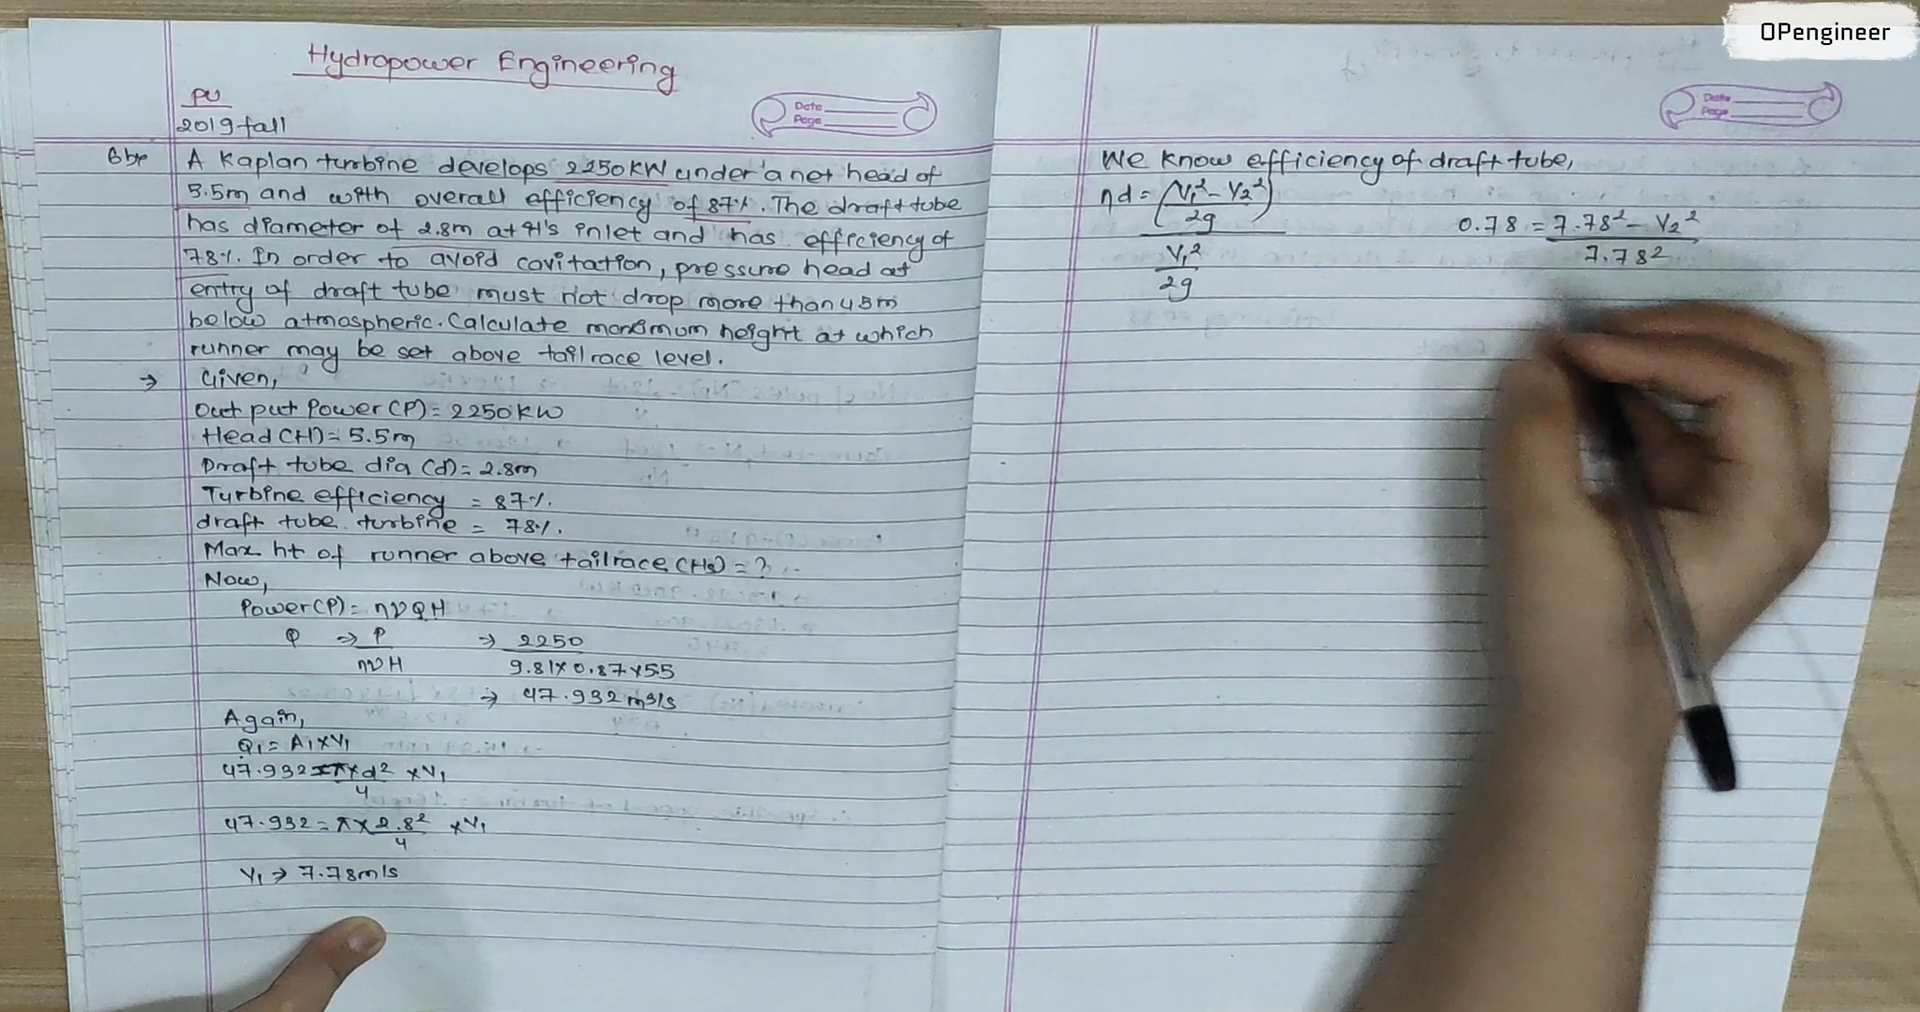 OPengineer
Hydropower Engineering
PU
2019 fall
Date
Page
6b) A Kaplan turbine develops 2250KW under a net head of
5.5m and with overall efficiency of 87%. The draft tube
has diameter of 2.8m at it's inlet and has efficiency of
78%. In order to avoid cavitation, pressure head at
entry of draft tube must not drop more than 4.5m
below atmospheric. Calculate maximum height at which
runner may be set above tailrace level.
→ Given,
Out put Power (P) = 2250KW
Head (H) = 5.5m
Draft tube dia (d) = 2.8m
Turbine efficiency = 87%.
draft tube turbine = 78%.
Max ht of runner above tailrace (Hs) = ?
Now,
Power (P) = ηγQH
Q ⇒ P ⇒ 2250
ηγH 9.81×0.87×5.5
⇒ 47.932 m3/s
Again,
Q1 = A1×V1
47.932 = π×d² ×V1
4
47.932 = π×2.8² ×V1
4
V1 ⇒ 7.78m/s
Date
Page
We know efficiency of draft tube,
ηd = (V1² - V2²)
2g
V1²
2g
0.78 = 7.78² - V2²
7.78²